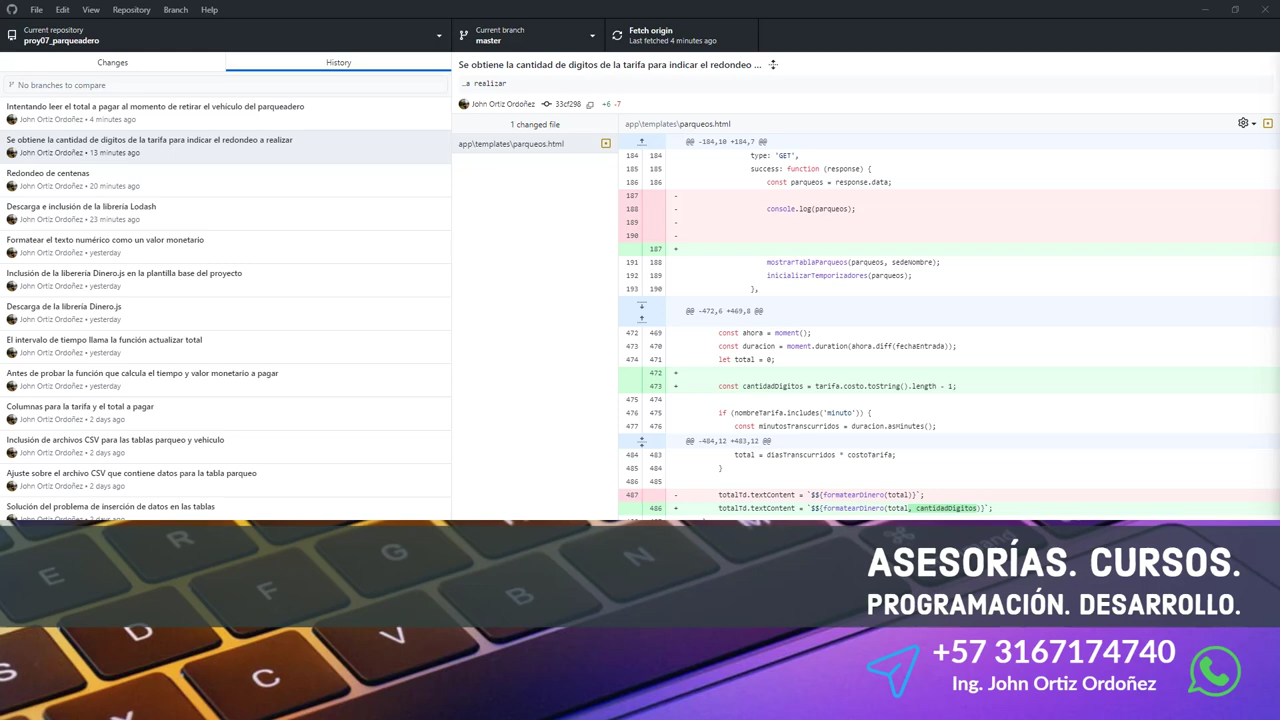 File Edit View Repository Branch Help
Current repository
proy07_parqueadero
Current branch
master
Fetch origin
Last fetched 4 minutes ago
Changes
History
No branches to compare
Intentando leer el total a pagar al momento de retirar el vehículo del parqueadero
John Ortiz Ordoñez • 4 minutes ago
Se obtiene la cantidad de digitos de la tarifa para indicar el redondeo a realizar
John Ortiz Ordoñez • 13 minutes ago
Redondeo de centenas
John Ortiz Ordoñez • 20 minutes ago
Descarga e inclusión de la librería Lodash
John Ortiz Ordoñez • 23 minutes ago
Formatear el texto numérico como un valor monetario
John Ortiz Ordoñez • yesterday
Inclusión de la liberería Dinero.js en la plantilla base del proyecto
John Ortiz Ordoñez • yesterday
Descarga de la librería Dinero.js
John Ortiz Ordoñez • yesterday
El intervalo de tiempo llama la función actualizar total
John Ortiz Ordoñez • yesterday
Antes de probar la función que calcula el tiempo y valor monetario a pagar
John Ortiz Ordoñez • yesterday
Columnas para la tarifa y el total a pagar
John Ortiz Ordoñez • 2 days ago
Inclusión de archivos CSV para las tablas parqueo y vehiculo
John Ortiz Ordoñez • 2 days ago
Ajuste sobre el archivo CSV que contiene datos para la tabla parqueo
John Ortiz Ordoñez • 2 days ago
Solución del problema de inserción de datos en las tablas
John Ortiz Ordoñez • 2 days ago
Se obtiene la cantidad de digitos de la tarifa para indicar el redondeo ...
…a realizar
John Ortiz Ordoñez 33cf298 +6 -7
1 changed file
app\templates\parqueos.html
app\templates\parqueos.html
@@ -184,10 +184,7 @@
184 184 type: 'GET',
185 185 success: function (response) {
186 186 const parqueos = response.data;
187 -
188 - console.log(parqueos);
189 -
190 -
187 +
191 188 mostrarTablaParqueos(parqueos, sedeNombre);
192 189 inicializarTemporizadores(parqueos);
193 190 },
@@ -472,6 +469,8 @@
472 469 const ahora = moment();
473 470 const duracion = moment.duration(ahora.diff(fechaEntrada));
474 471 let total = 0;
472 +
473 + const cantidadDigitos = tarifa.costo.toString().length - 1;
475 474
476 475 if (nombreTarifa.includes('minuto')) {
477 476 const minutosTranscurridos = duracion.asMinutes();
@@ -484,12 +483,12 @@
484 483 total = diasTranscurridos * costoTarifa;
485 484 }
486 485
487 - totalTd.textContent = `$${formatearDinero(total)}`;
486 + totalTd.textContent = `$${formatearDinero(total, cantidadDigitos)}`;
ASESORÍAS. CURSOS.
PROGRAMACIÓN. DESARROLLO.
+57 3167174740
Ing. John Ortiz Ordoñez